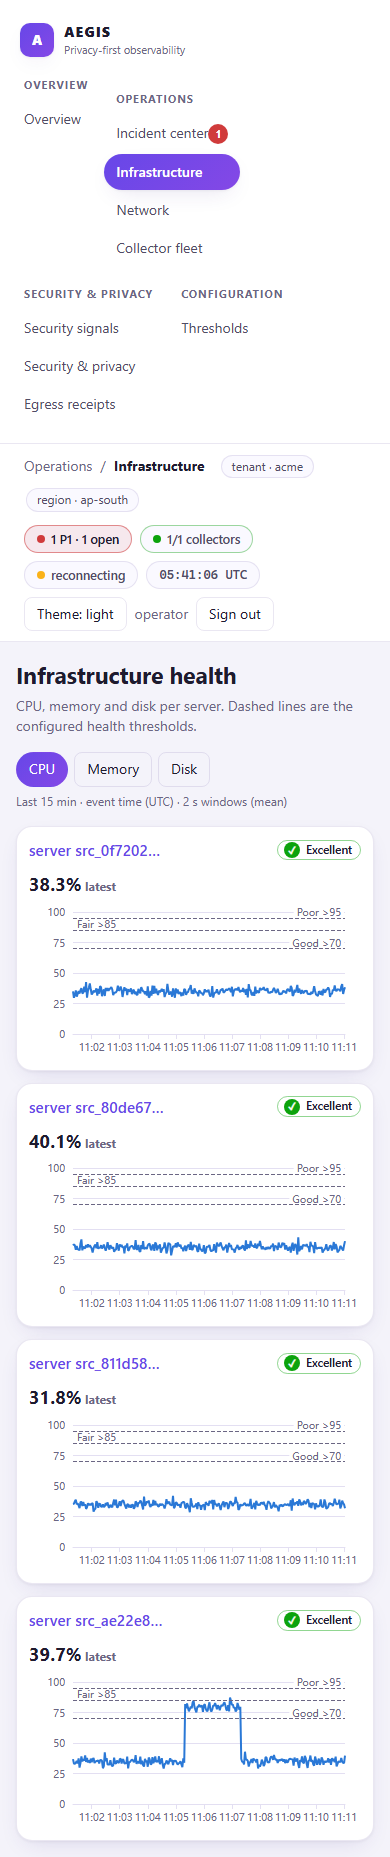 A
AEGIS
Privacy-first observability
OVERVIEW
Overview
OPERATIONS
Incident center 1
Infrastructure
Network
Collector fleet
SECURITY & PRIVACY
Security signals
Security & privacy
Egress receipts
CONFIGURATION
Thresholds
Operations / Infrastructure
tenant · acme
region · ap-south
1 P1 · 1 open
1/1 collectors
reconnecting
05:41:06 UTC
Theme: light
operator
Sign out
Infrastructure health
CPU, memory and disk per server. Dashed lines are the
configured health thresholds.
CPU
Memory
Disk
Last 15 min · event time (UTC) · 2 s windows (mean)
server src_0f7202...
✓ Excellent
38.3% latest
100
Poor >95
Fair >85
75
Good >70
50
25
0
11:02 11:03 11:04 11:05 11:06 11:07 11:08 11:09 11:10 11:11
server src_80de67...
✓ Excellent
40.1% latest
100
Poor >95
Fair >85
75
Good >70
50
25
0
11:02 11:03 11:04 11:05 11:06 11:07 11:08 11:09 11:10 11:11
server src_811d58...
✓ Excellent
31.8% latest
100
Poor >95
Fair >85
75
Good >70
50
25
0
11:02 11:03 11:04 11:05 11:06 11:07 11:08 11:09 11:10 11:11
server src_ae22e8...
✓ Excellent
39.7% latest
100
Poor >95
Fair >85
75
Good >70
50
25
0
11:02 11:03 11:04 11:05 11:06 11:07 11:08 11:09 11:10 11:11